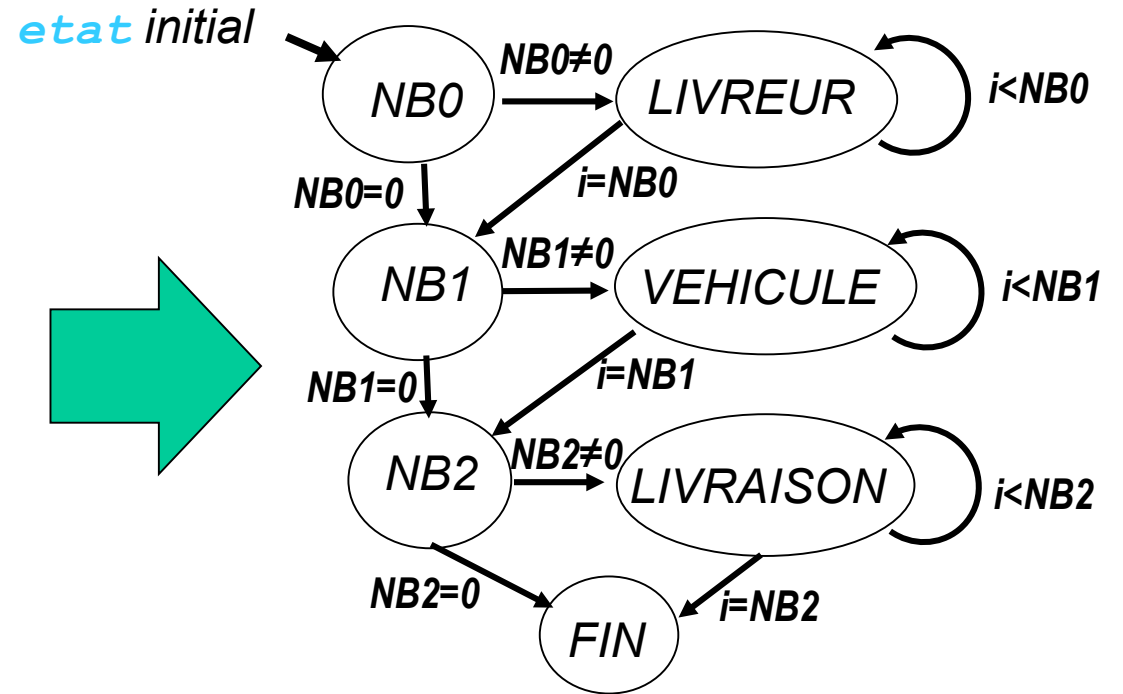 etat initial
NB0≠0
NB0
LIVREUR
i<NB0
NB0=0
i=NB0
NB1≠0
NB1
VEHICULE
i<NB1
NB1=0
i=NB1
NB2≠0
NB2
LIVRAISON
i<NB2
NB2=0
i=NB2
FIN